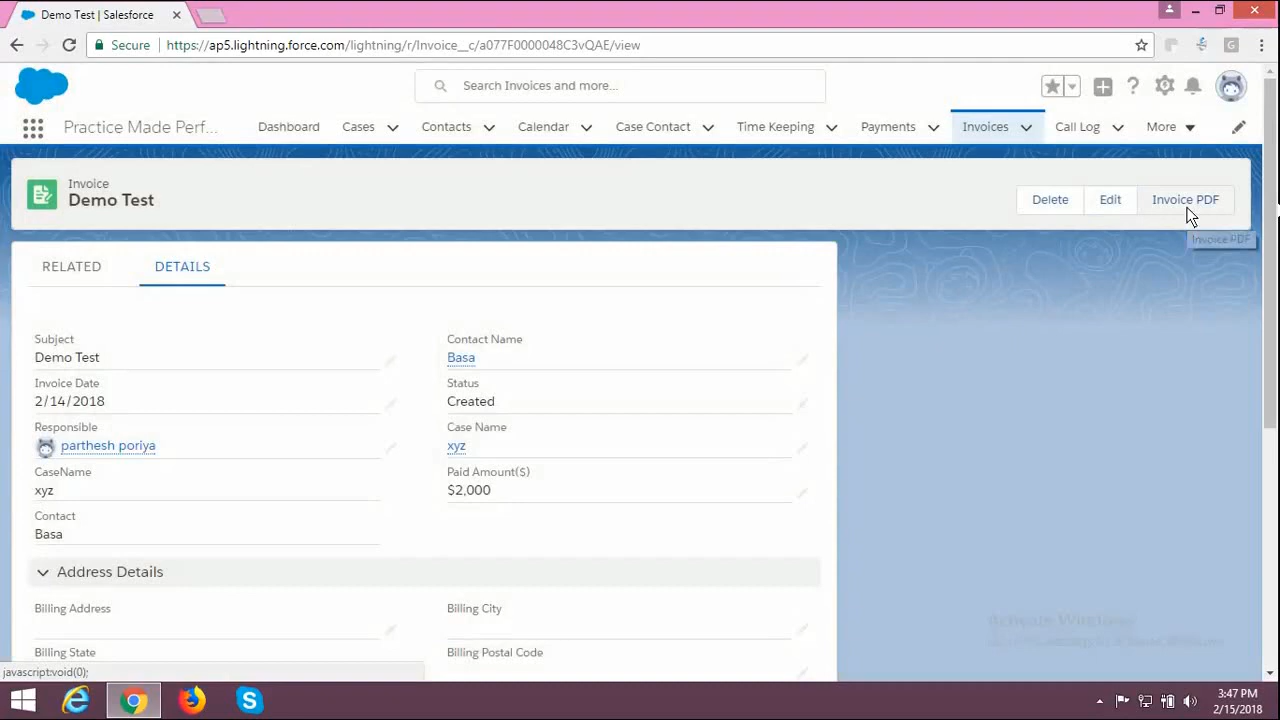 Demo Test | Salesforce
Secure https://ap5.lightning.force.com/lightning/r/Invoice__c/a077F0000048C3vQAE/view
Search Invoices and more...
Practice Made Perf... Dashboard Cases Contacts Calendar Case Contact Time Keeping Payments Invoices Call Log More
Invoice
Demo Test
Delete Edit Invoice PDF
Invoice PDF
RELATED DETAILS
Subject Contact Name
Demo Test Basa
Invoice Date Status
2/14/2018 Created
Responsible Case Name
parthesh poriya xyz
CaseName Paid Amount($)
xyz $2,000
Contact
Basa
Address Details
Billing Address Billing City
Activate Windows
Billing State Billing Postal Code
javascript:void(0);
3:47 PM
2/15/2018